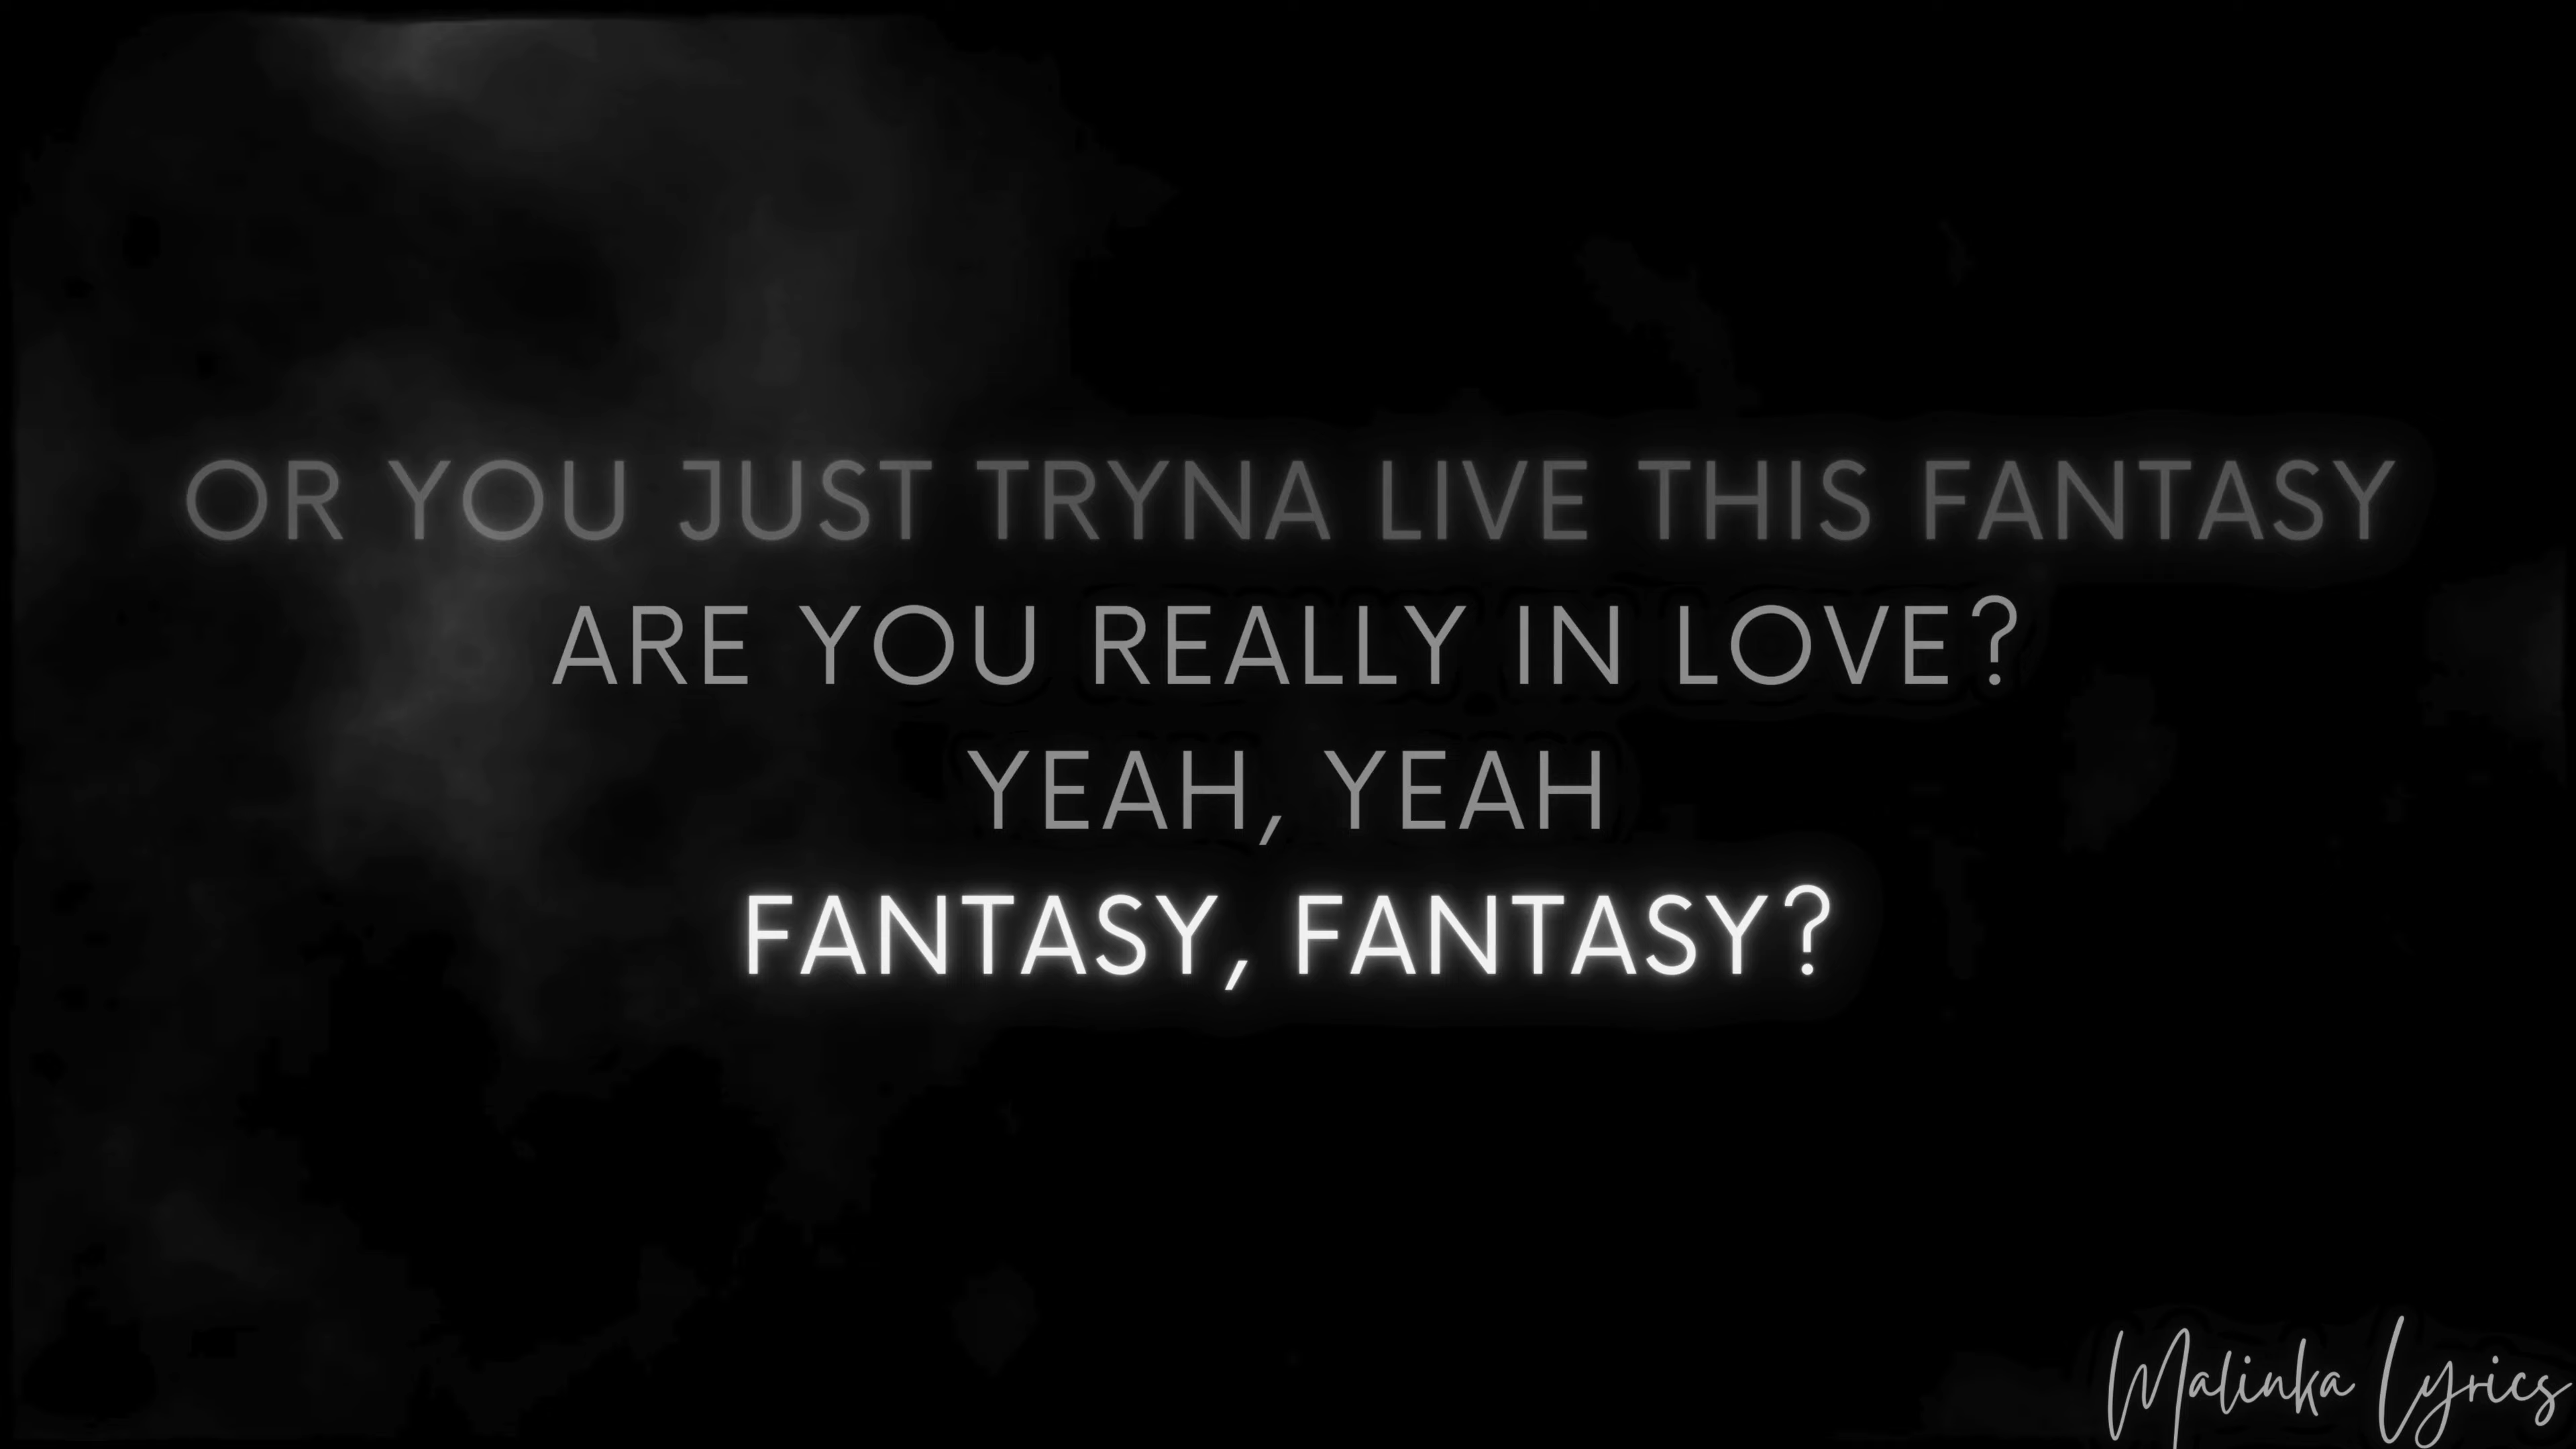 OR YOU JUST TRYNA LIVE THIS FANTASY
ARE YOU REALLY IN LOVE?
YEAH, YEAH
FANTASY, FANTASY?
Malinka Lyrics